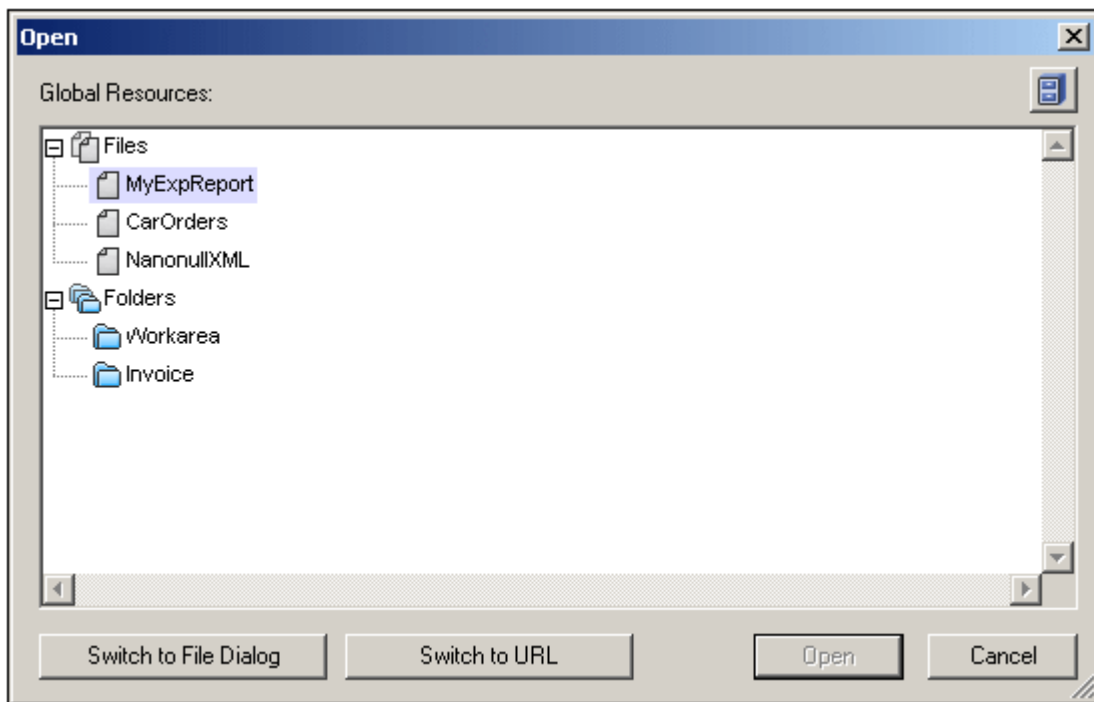 Open
Global Resources:
Files
MyExpReport
CarOrders
NanonullXML
Folders
Workarea
Invoice
Switch to File Dialog
Switch to URL
Open
Cancel